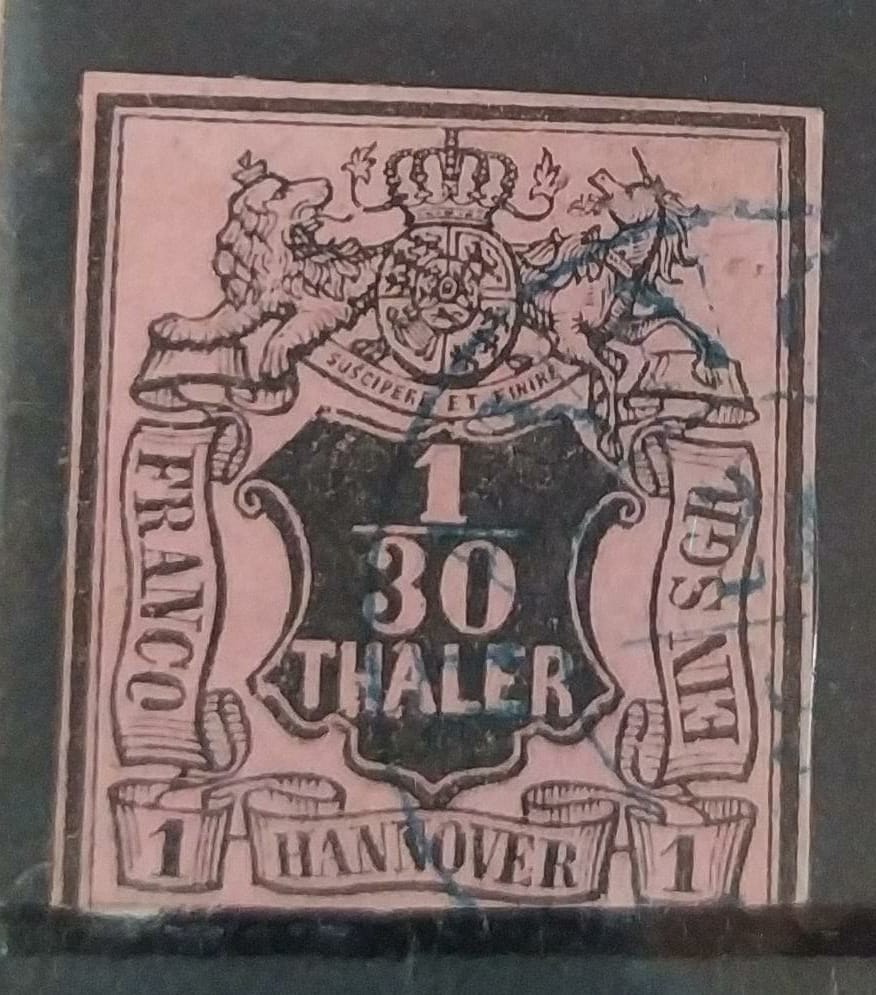 SUSCIPERE ET FINIRE
FRANCO
1
30
THALER
EIN SGR.
1
HANNOVER
1